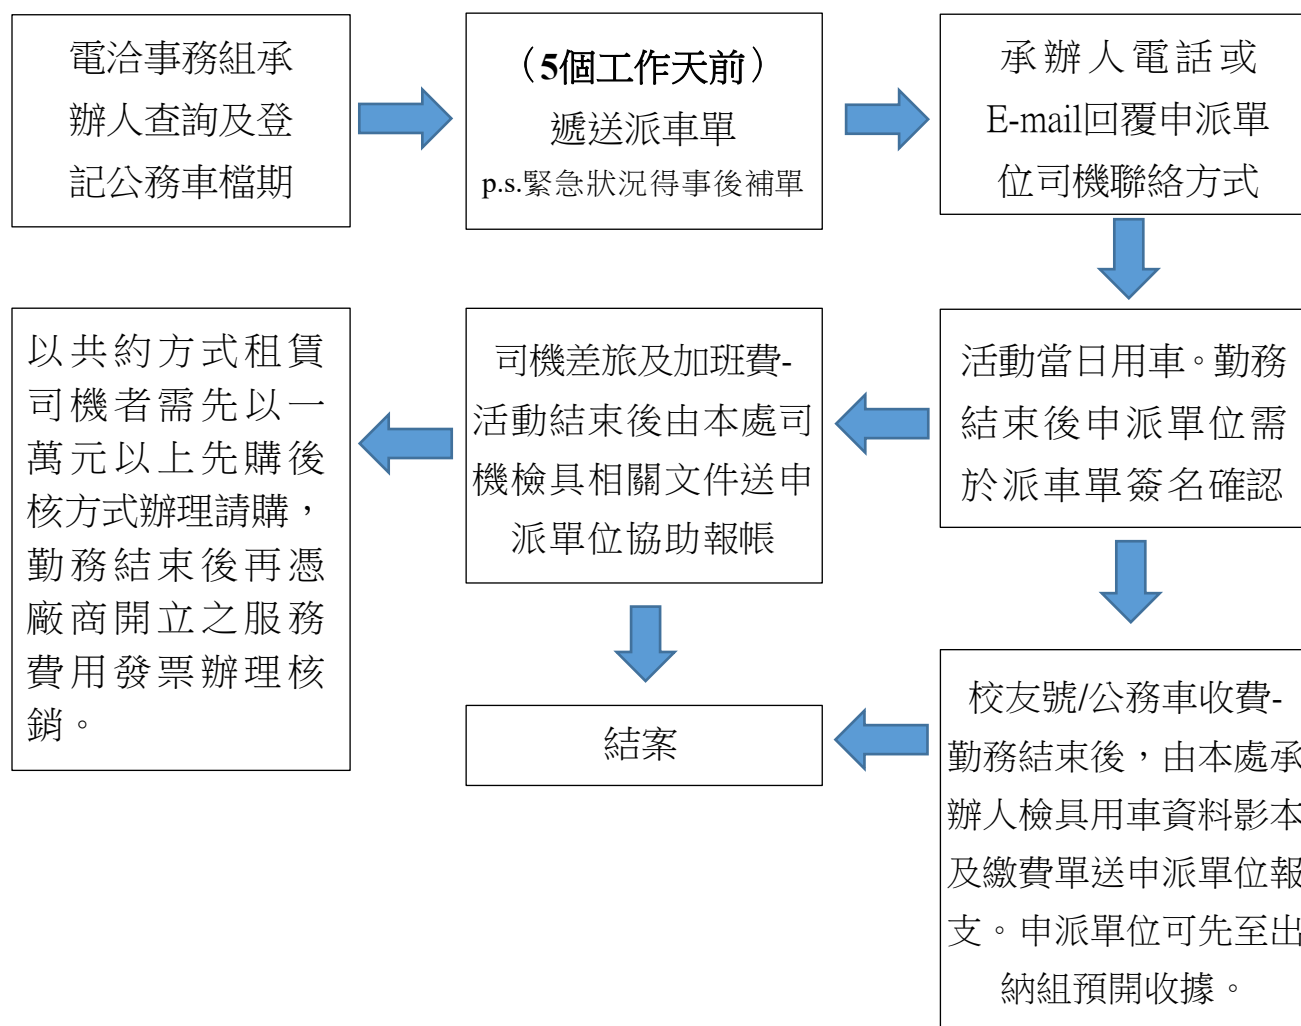 電洽事務組承
辦人查詢及登
記公務車檔期
（5個工作天前）
遞送派車單
p.s.緊急狀況得事後補單
承辦人電話或
E-mail回覆申派單
位司機聯絡方式
活動當日用車。勤務
結束後申派單位需
於派車單簽名確認
司機差旅及加班費-
活動結束後由本處司
機檢具相關文件送申
派單位協助報帳
以共約方式租賃
司機者需先以一
萬元以上先購後
核方式辦理請購，
勤務結束後再憑
廠商開立之服務
費用發票辦理核
銷。
校友號/公務車收費-
勤務結束後，由本處承
辦人檢具用車資料影本
及繳費單送申派單位報
支。申派單位可先至出
納組預開收據。
結案